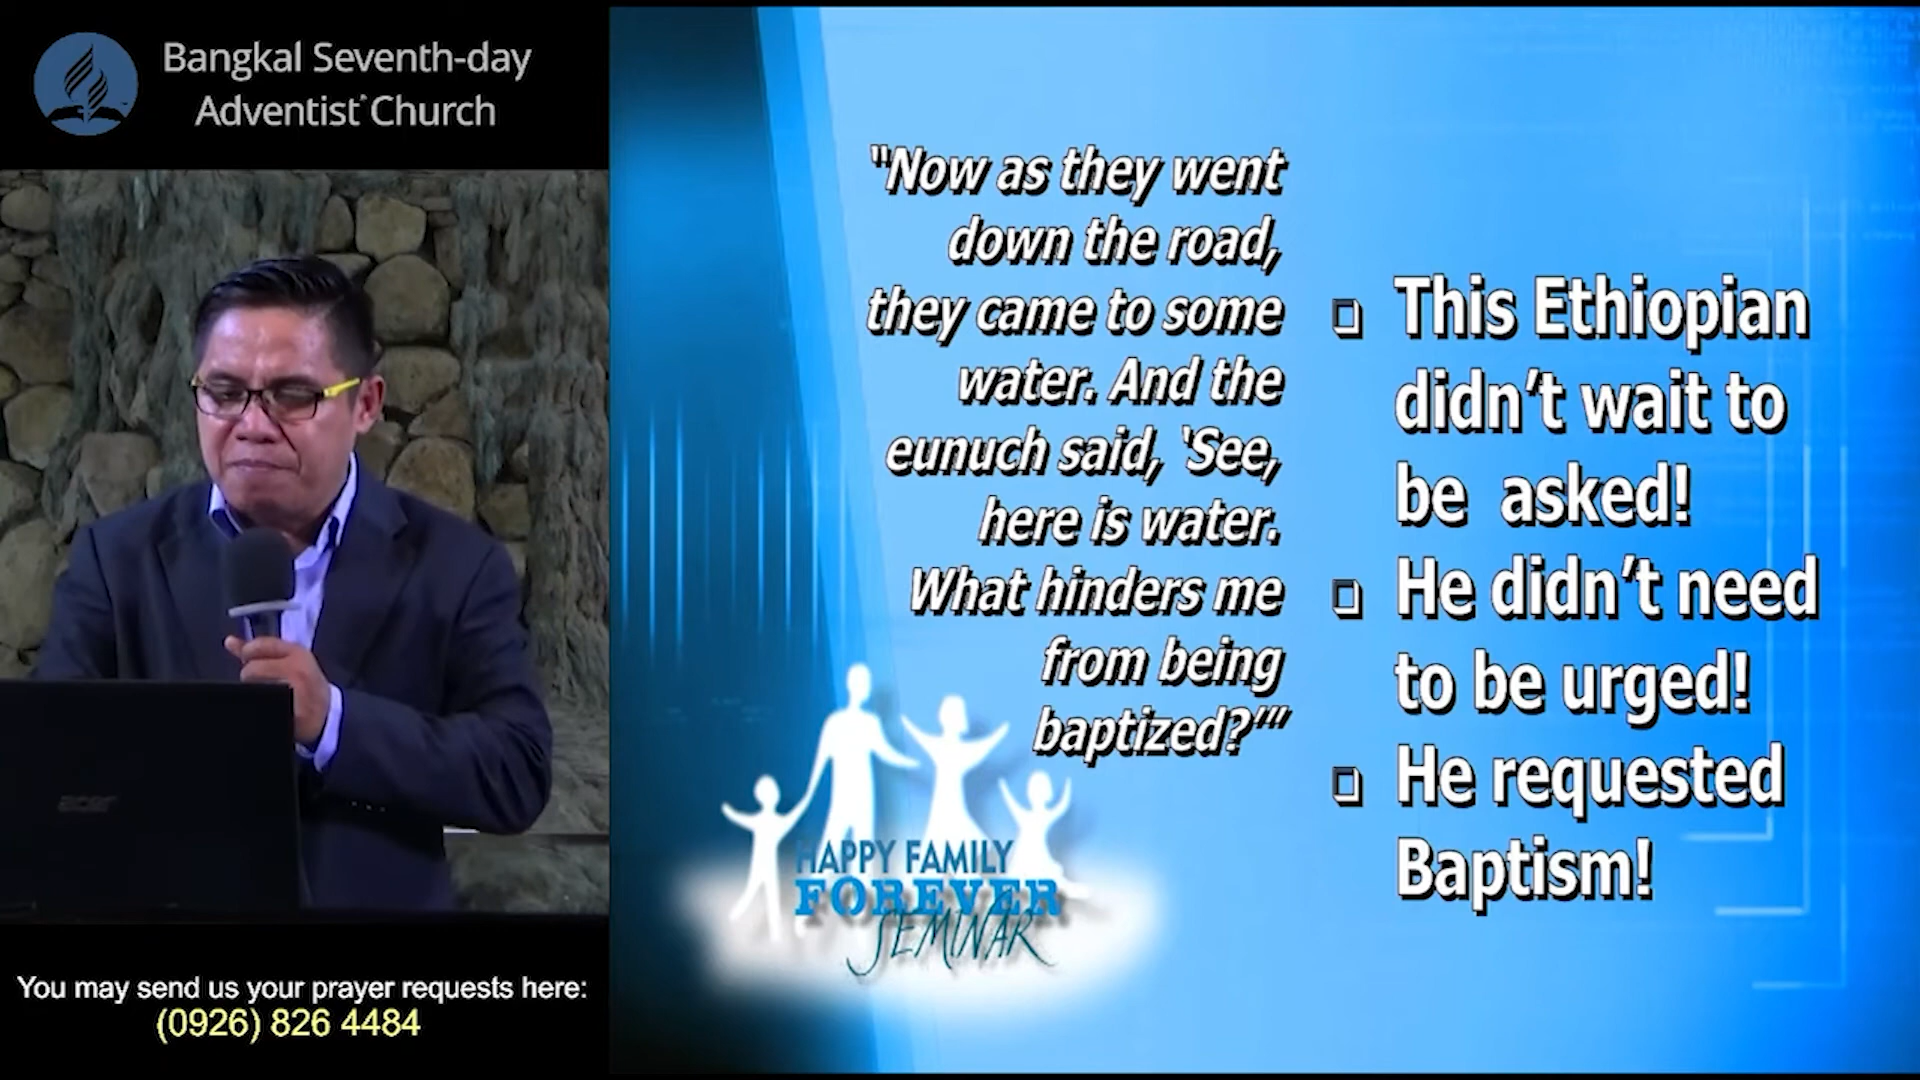 Bangkal Seventh-day
Adventist Church
"Now as they went
down the road,
they came to some
water. And the
eunuch said, 'See,
here is water.
What hinders me
from being
baptized?'"
This Ethiopian
didn't wait to
be asked!
He didn't need
to be urged!
He requested
Baptism!
HAPPY FAMILY
FOREVER
SEMINAR
acer
You may send us your prayer requests here:
(0926) 826 4484